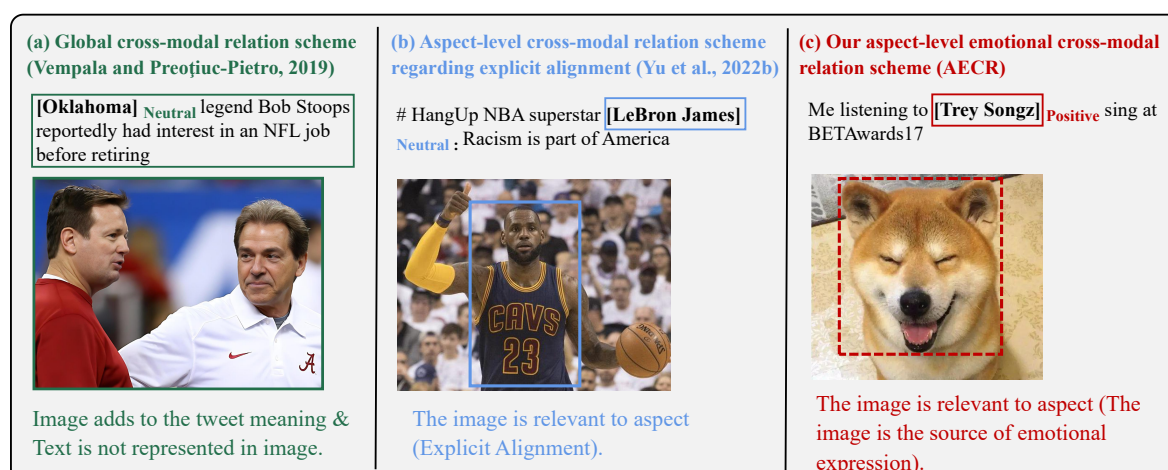 (a) Global cross-modal relation scheme
(Vempala and Preoţiuc-Pietro, 2019)
[Oklahoma] Neutral legend Bob Stoops
reportedly had interest in an NFL job
before retiring
A
Image adds to the tweet meaning &
Text is not represented in image.
(b) Aspect-level cross-modal relation scheme
regarding explicit alignment (Yu et al., 2022b)
# HangUp NBA superstar [LeBron James]
Neutral : Racism is part of America
CAVS
23
The image is relevant to aspect
(Explicit Alignment).
(c) Our aspect-level emotional cross-modal
relation scheme (AECR)
Me listening to [Trey Songz] Positive sing at
BETAwards17
The image is relevant to aspect (The
image is the source of emotional
expression).